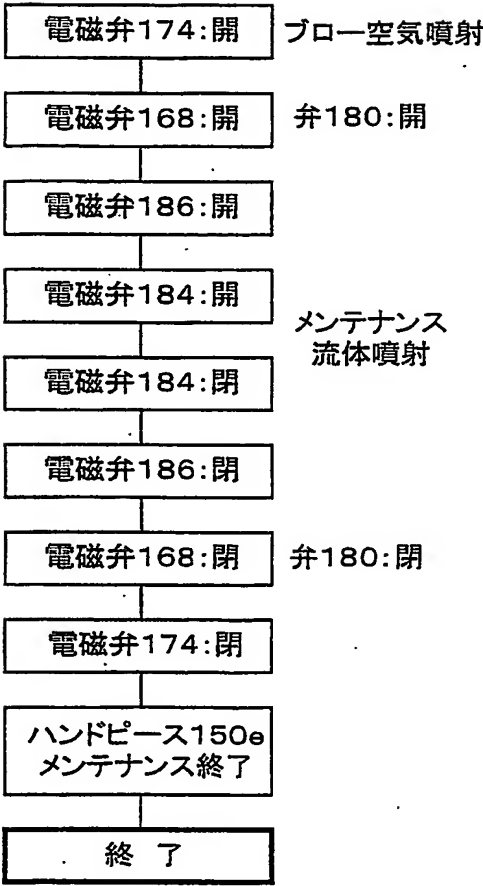 電磁弁174:開
ブロー空気噴射
電磁弁168:開
弁180:開
電磁弁186:開
電磁弁184:開
メンテナンス
流体噴射
電磁弁184:閉
電磁弁186:閉
電磁弁168:閉
弁180:閉
電磁弁174:閉
ハンドピース150e
メンテナンス終了
終 了